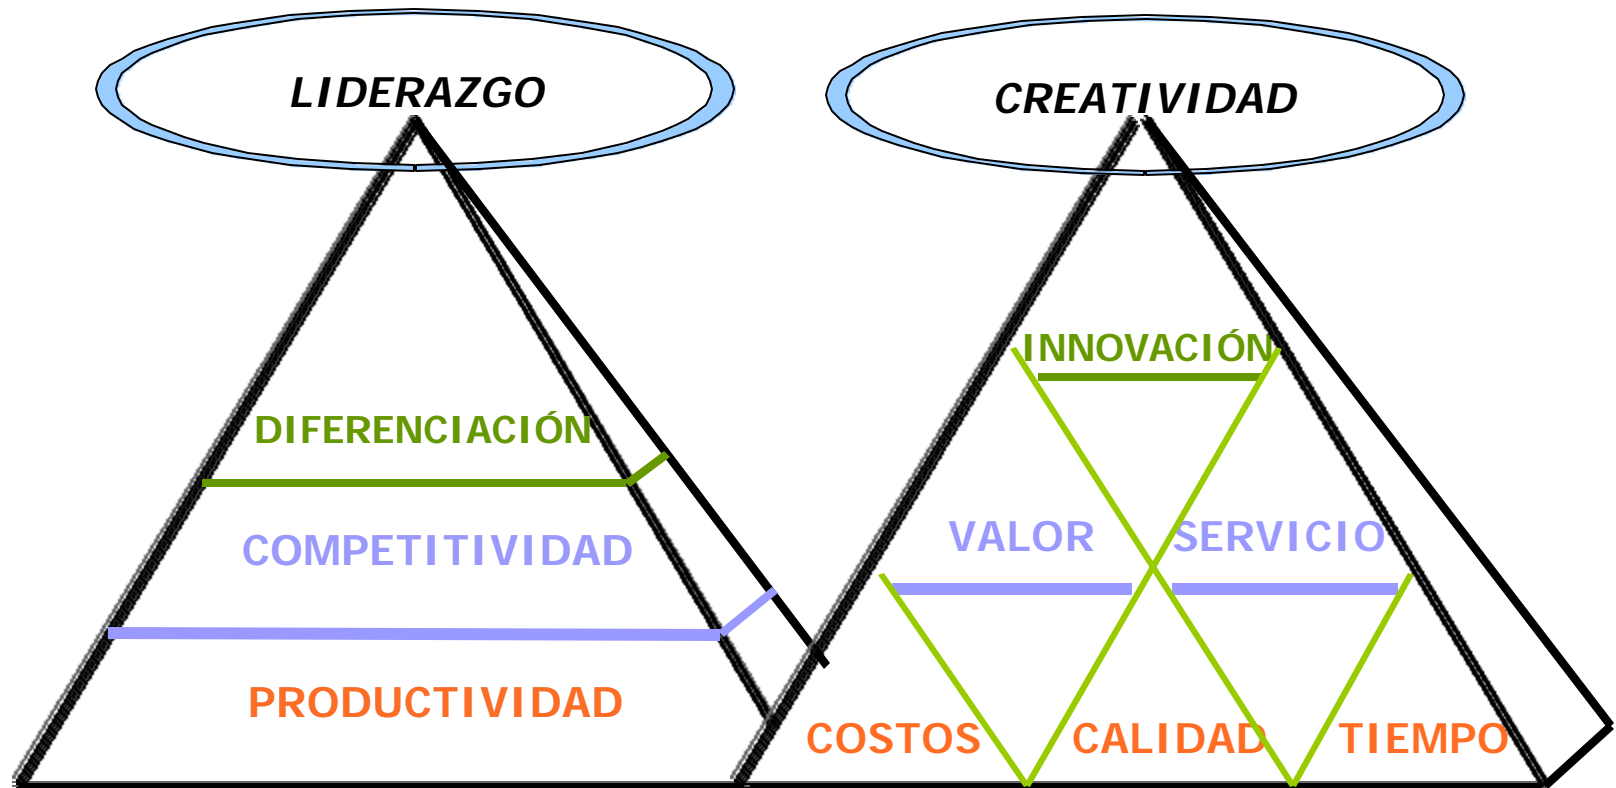 LIDERAZGO
DIFERENCIACIÓN
COMPETITIVIDAD
PRODUCTIVIDAD
CREATIVIDAD
INNOVACIÓN
VALOR SERVICIO
COSTOS CALIDAD TIEMPO